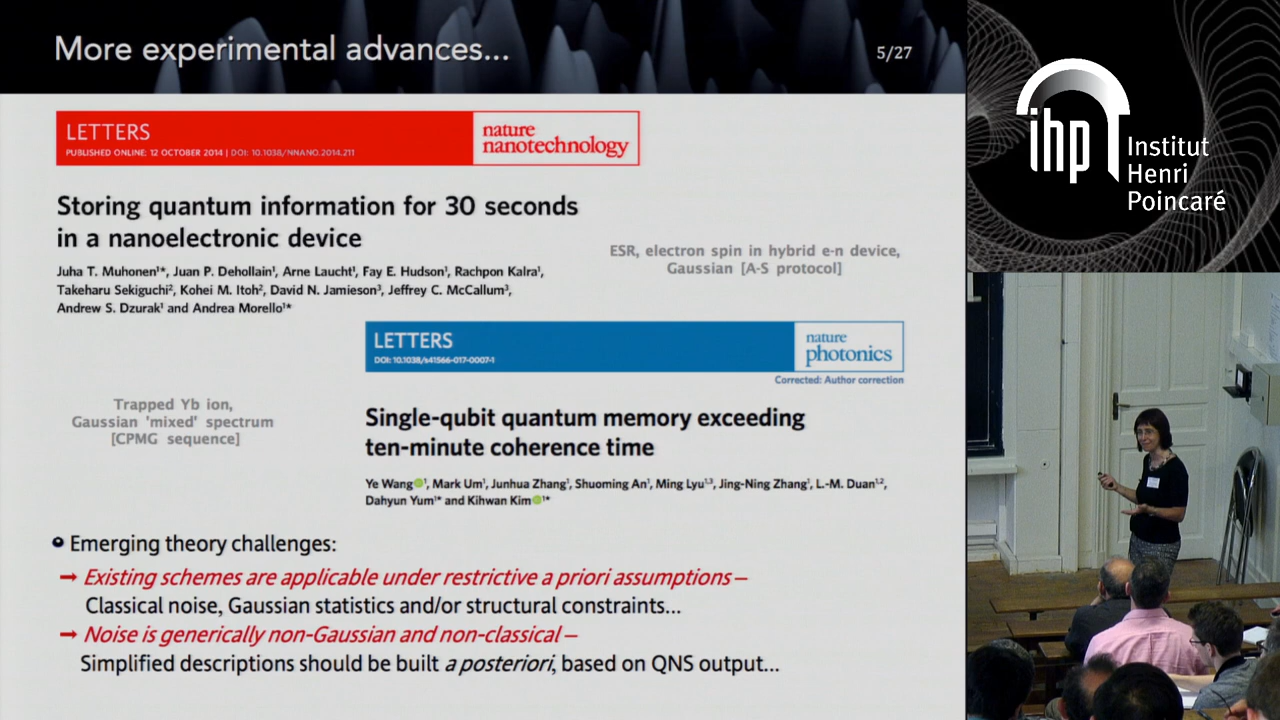 More experimental advances...
5/27
LETTERS
PUBLISHED ONLINE: 12 OCTOBER 2014 | DOI: 10.1038/NNANO.2014.211
nature
nanotechnology
Storing quantum information for 30 seconds
in a nanoelectronic device
Juha T. Muhonen¹*, Juan P. Dehollain¹, Arne Laucht¹, Fay E. Hudson¹, Rachpon Kalra¹,
Takeharu Sekiguchi², Kohei M. Itoh², David N. Jamieson³, Jeffrey C. McCallum³,
Andrew S. Dzurak¹ and Andrea Morello¹*
ESR, electron spin in hybrid e-n device,
Gaussian [A-S protocol]
LETTERS
DOI: 10.1038/s41566-017-0007-1
nature
photonics
Corrected: Author correction
Trapped Yb ion,
Gaussian 'mixed' spectrum
[CPMG sequence]
Single-qubit quantum memory exceeding
ten-minute coherence time
Ye Wang¹, Mark Um¹, Junhua Zhang¹, Shuoming An¹, Ming Lyu¹,³, Jing-Ning Zhang¹, L.-M. Duan¹,², 
Dahyun Yum¹* and Kihwan Kim¹*
Emerging theory challenges:
→ Existing schemes are applicable under restrictive a priori assumptions –
Classical noise, Gaussian statistics and/or structural constraints...
→ Noise is generically non-Gaussian and non-classical –
Simplified descriptions should be built a posteriori, based on QNS output...
ihp
Institut
Henri
Poincaré